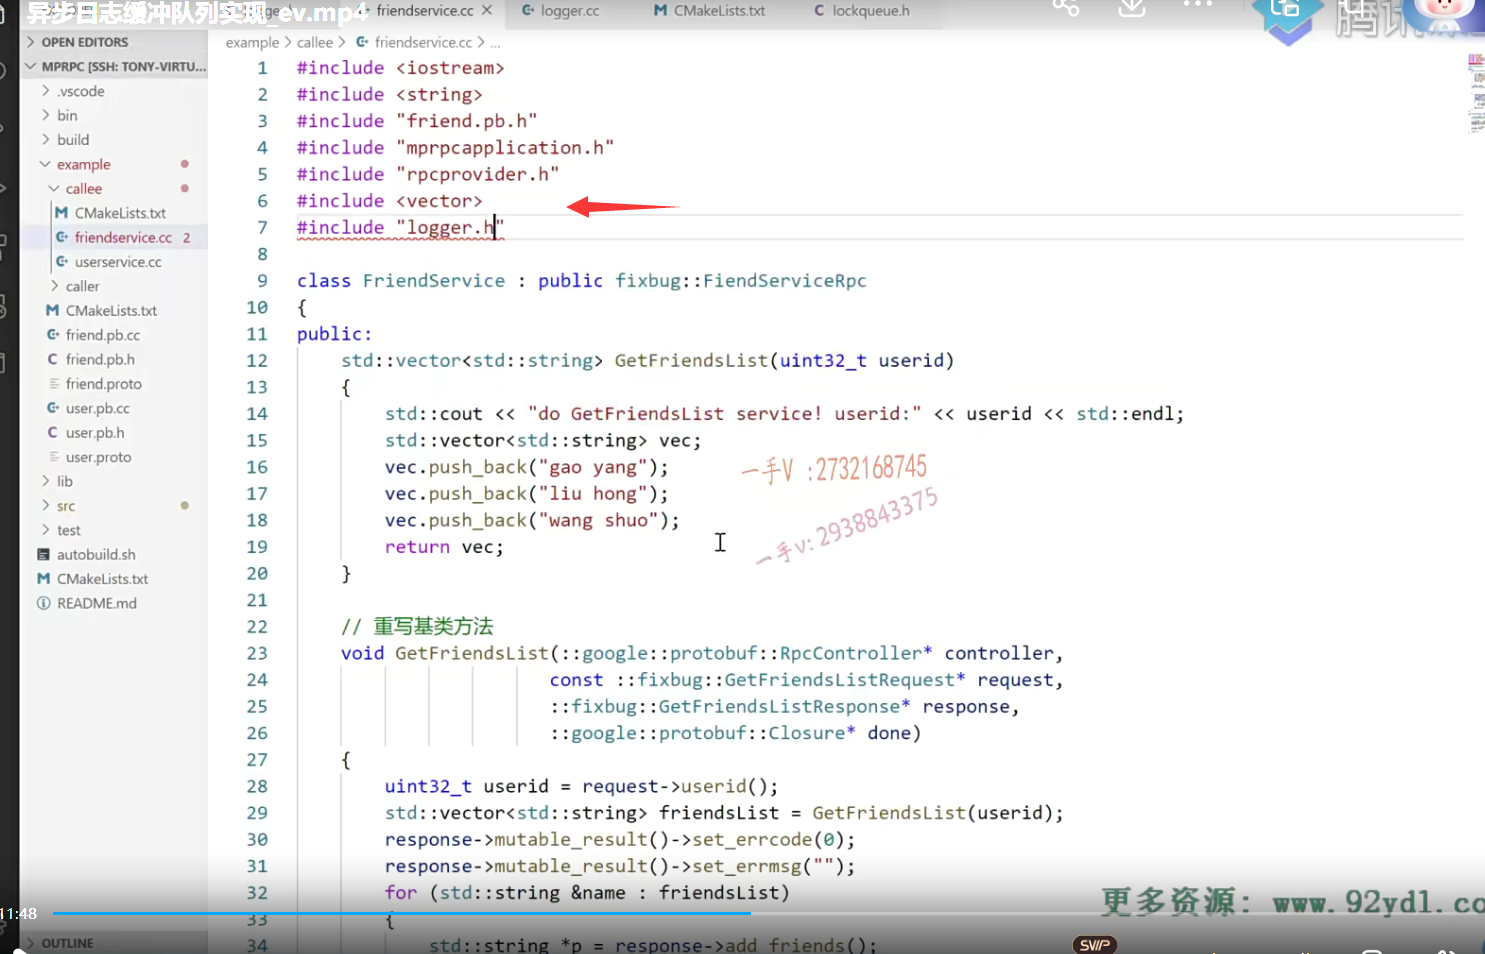 异步日志缓冲队列实现_ev.mp4
friendservice.cc
logger.cc
CMakeLists.txt
lockqueue.h
OPEN EDITORS
example > callee > friendservice.cc > ...
MPRPC [SSH: TONY-VIRTU...
.vscode
bin
build
example
callee
CMakeLists.txt
friendservice.cc 2
userservice.cc
caller
CMakeLists.txt
friend.pb.cc
friend.pb.h
friend.proto
user.pb.cc
user.pb.h
user.proto
lib
src
test
autobuild.sh
CMakeLists.txt
README.md
OUTLINE
1 #include <iostream>
2 #include <string>
3 #include "friend.pb.h"
4 #include "mprpcapplication.h"
5 #include "rpcprovider.h"
6 #include <vector>
7 #include "logger.h"
8
9 class FriendService : public fixbug::FiendServiceRpc
10 {
11 public:
12 std::vector<std::string> GetFriendsList(uint32_t userid)
13 {
14 std::cout << "do GetFriendsList service! userid:" << userid << std::endl;
15 std::vector<std::string> vec;
16 vec.push_back("gao yang");
17 vec.push_back("liu hong");
18 vec.push_back("wang shuo");
19 return vec;
20 }
21
22 // 重写基类方法
23 void GetFriendsList(::google::protobuf::RpcController* controller,
24 const ::fixbug::GetFriendsListRequest* request,
25 ::fixbug::GetFriendsListResponse* response,
26 ::google::protobuf::Closure* done)
27 {
28 uint32_t userid = request->userid();
29 std::vector<std::string> friendsList = GetFriendsList(userid);
30 response->mutable_result()->set_errcode(0);
31 response->mutable_result()->set_errmsg("");
32 for (std::string &name : friendsList)
33 {
34 std::string *p = response->add_friends();
一手V :2732168745
一手v: 2938843375
更多资源: www.92ydl.co
11:48
SVIP